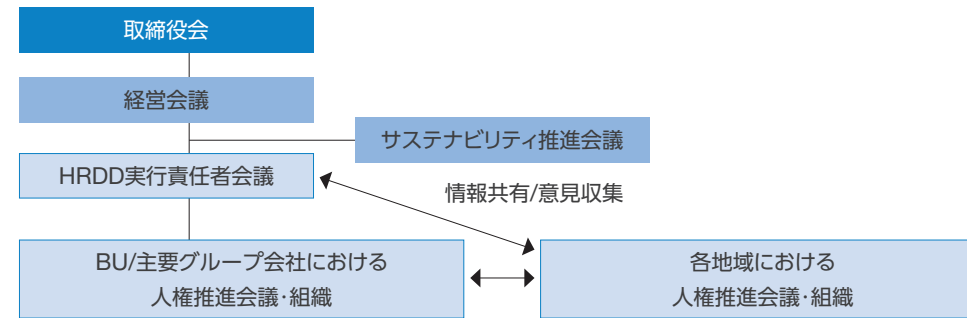 取締役会
経営会議
サステナビリティ推進会議
HRDD実行責任者会議
情報共有/意見収集
BU/主要グループ会社における
人権推進会議・組織
各地域における
人権推進会議・組織